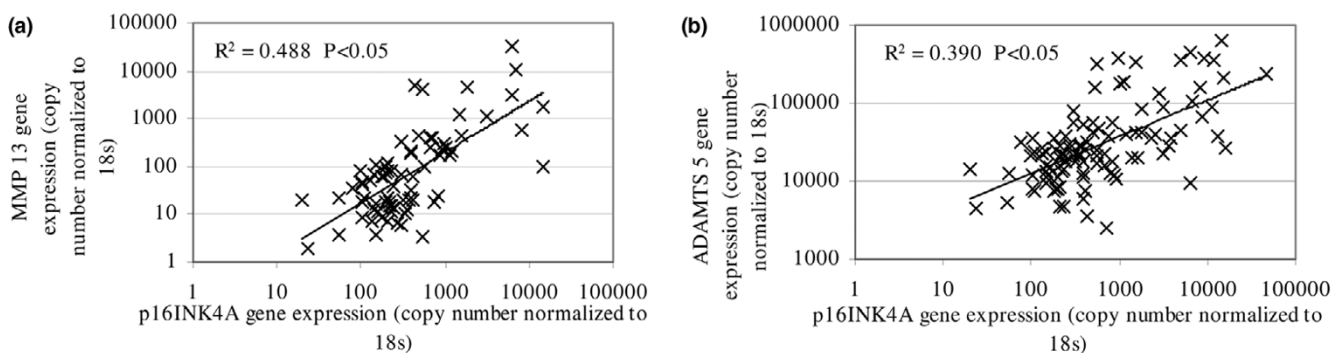 (a)
MMP 13 gene
expression (copy
number normalized to
18s)
100000
10000
1000
100
10
1
R² = 0.488 P<0.05
1 10 100 1000 10000 100000
p16INK4A gene expression (copy number normalized to
18s)
(b)
ADAMTS 5 gene
expression (copy number
normalized to 18s)
1000000
100000
10000
1000
R² = 0.390 P<0.05
1 10 100 1000 10000 100000
p16INK4A gene expression (copy number normalized to
18s)